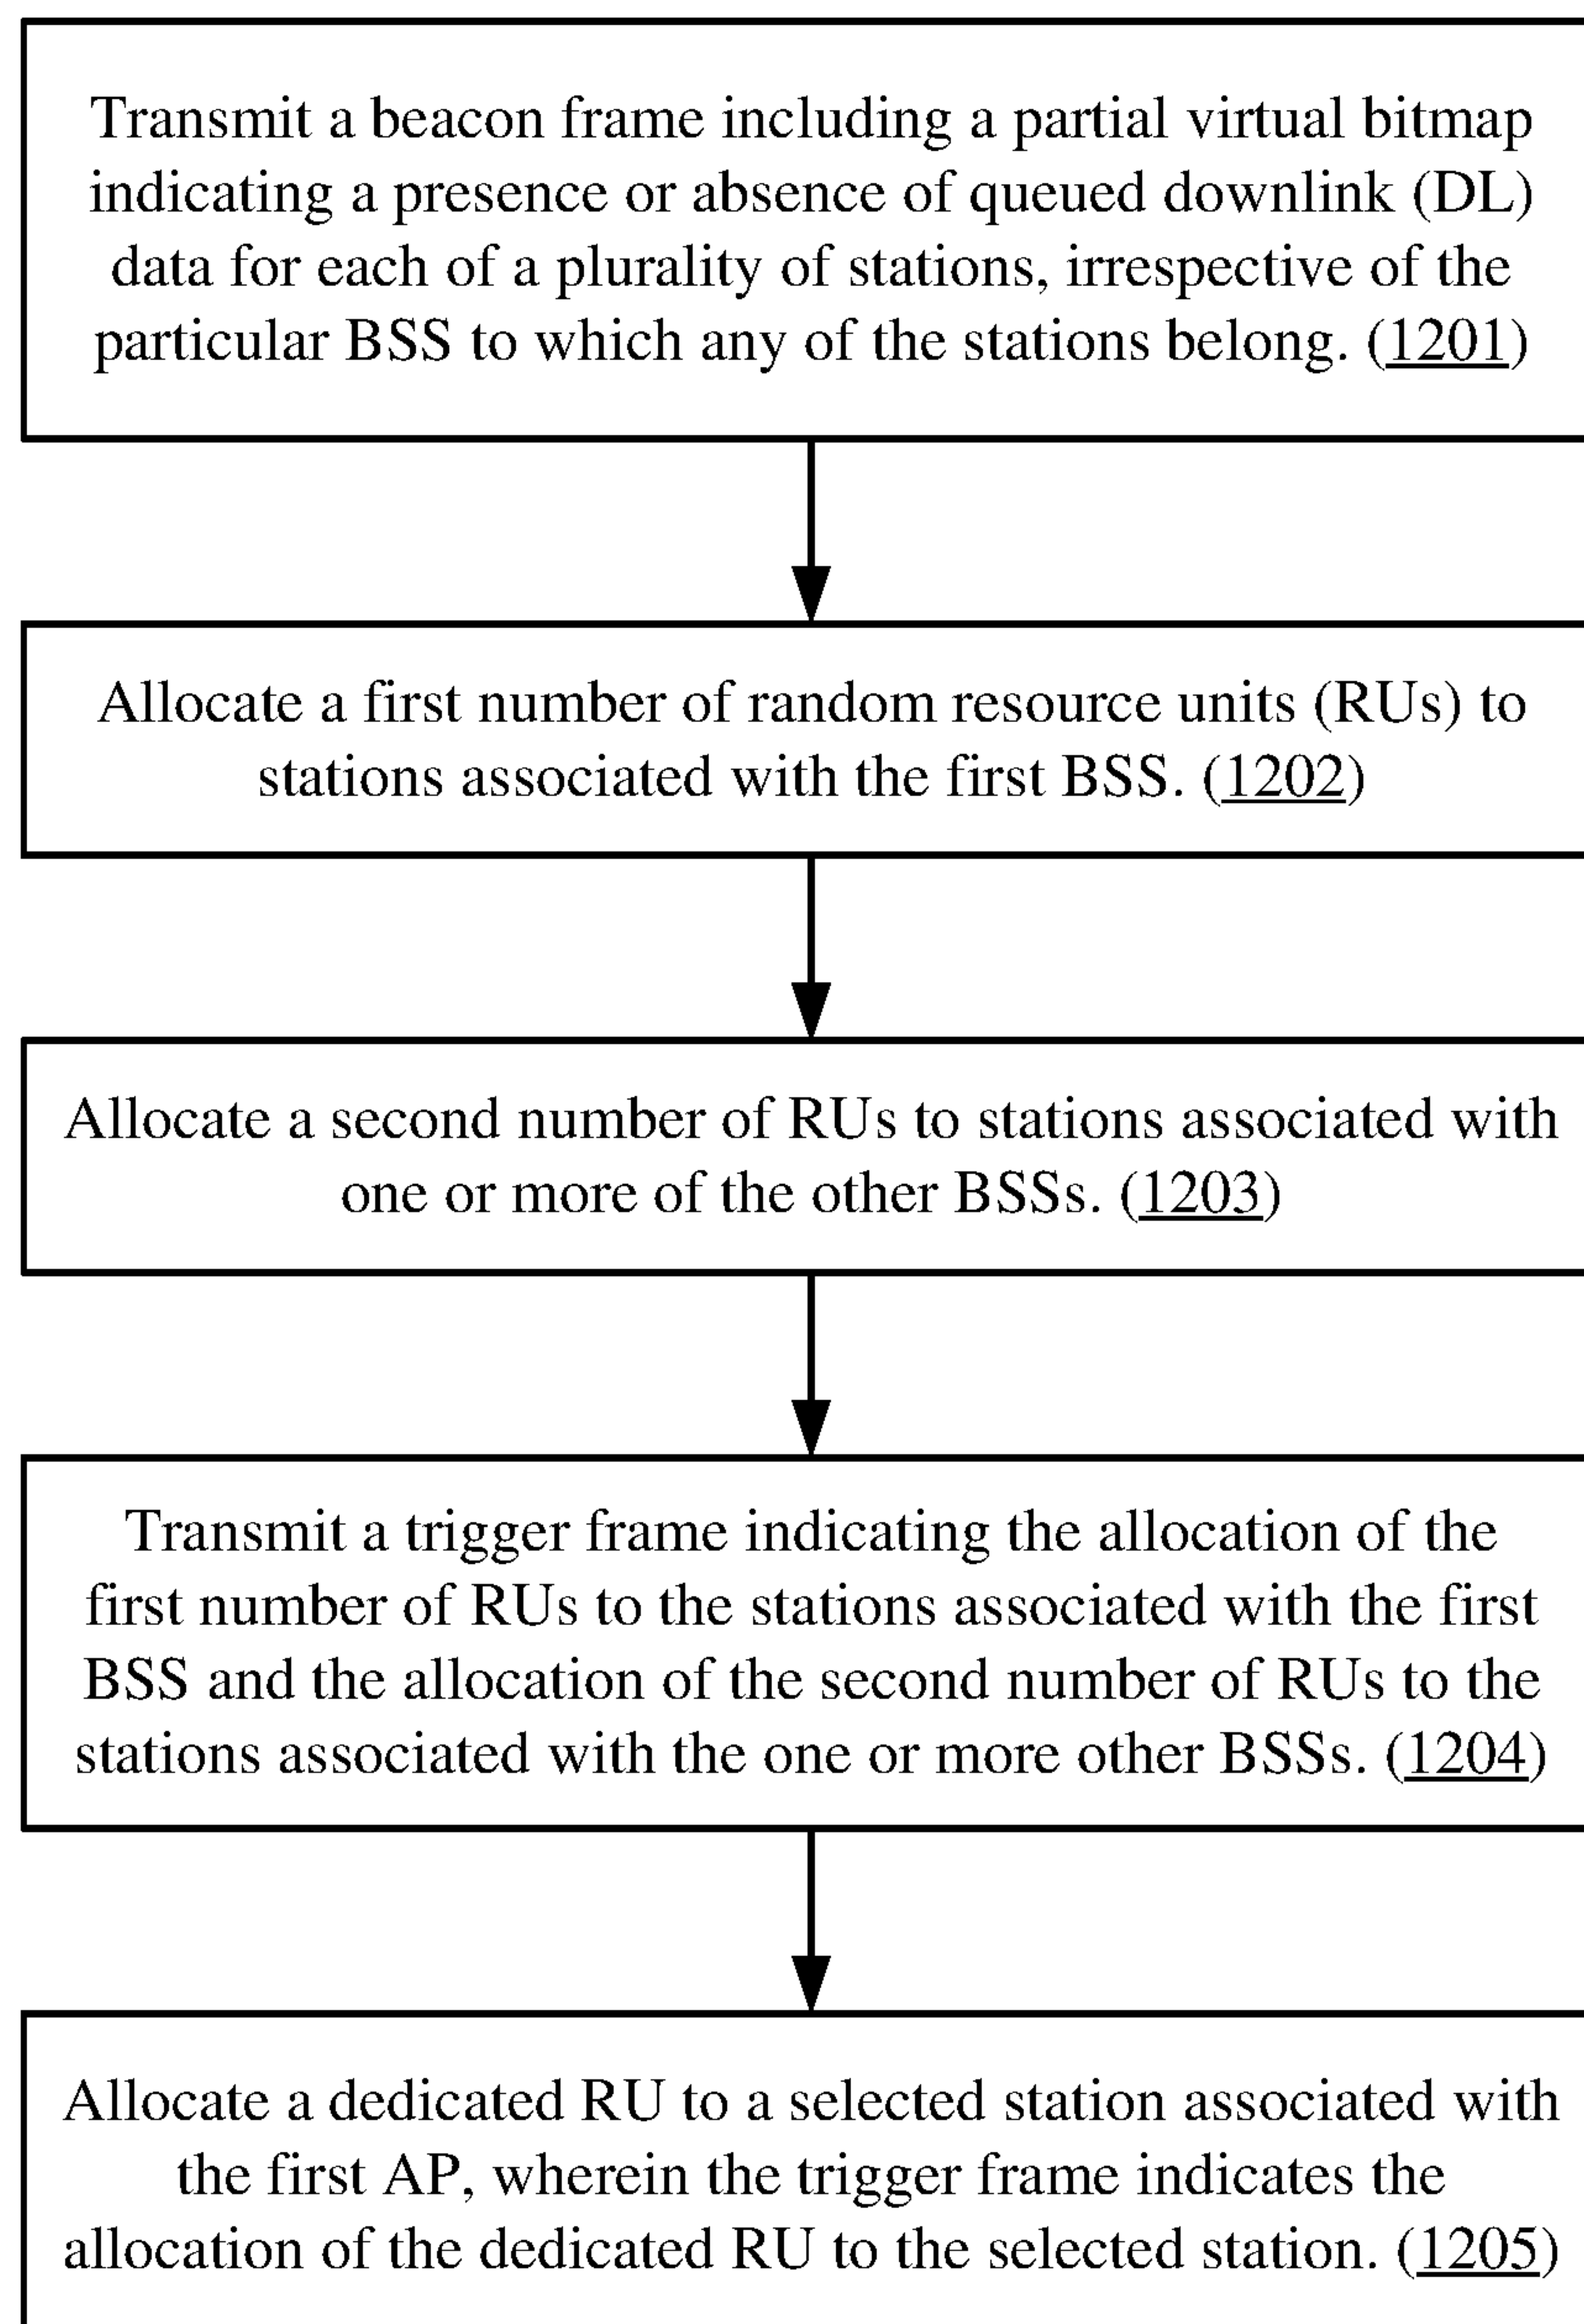 Transmit a beacon frame including a partial virtual bitmap
indicating a presence or absence of queued downlink (DL)
data for each of a plurality of stations, irrespective of the
particular BSS to which any of the stations belong. (1201)
Allocate a first number of random resource units (RUs) to
stations associated with the first BSS. (1202)
Allocate a second number of RUs to stations associated with
one or more of the other BSSs. (1203)
Transmit a trigger frame indicating the allocation of the
first number of RUs to the stations associated with the first
BSS and the allocation of the second number of RUs to the
stations associated with the one or more other BSSs. (1204)
Allocate a dedicated RU to a selected station associated with
the first AP, wherein the trigger frame indicates the
allocation of the dedicated RU to the selected station. (1205)